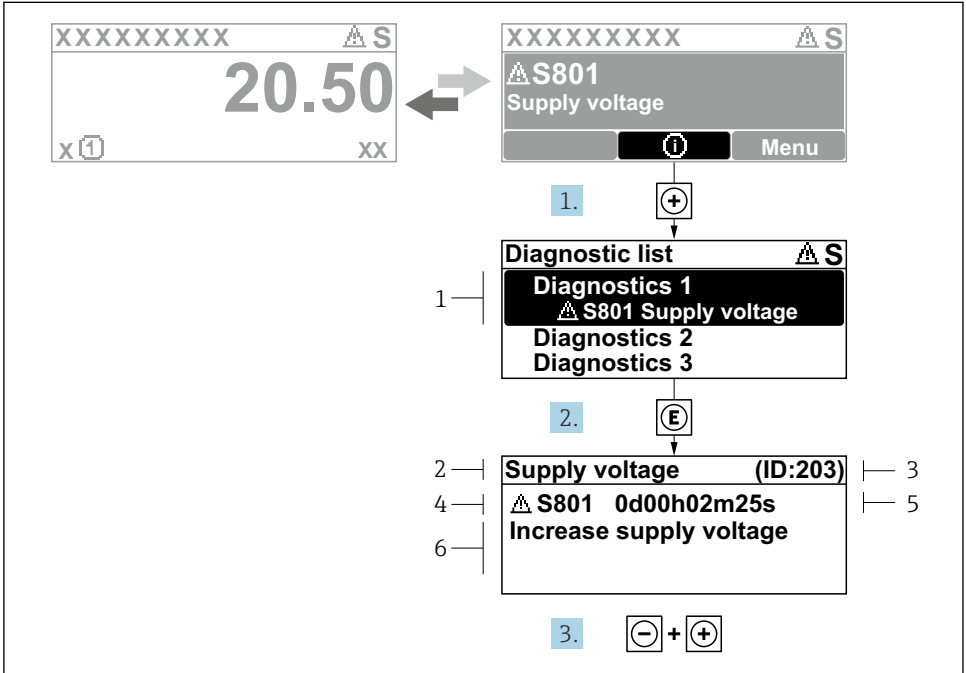 XXXXXXXXX ⚠ S
20.50
x ① XX
XXXXXXXXX ⚠ S
⚠ S801
Supply voltage
ⓘ Menu
1. +
Diagnostic list ⚠ S
1
Diagnostics 1
⚠ S801 Supply voltage
Diagnostics 2
Diagnostics 3
2. E
2 Supply voltage (ID:203) 3
4 ⚠ S801 0d00h02m25s 5
6 Increase supply voltage
3. − + +